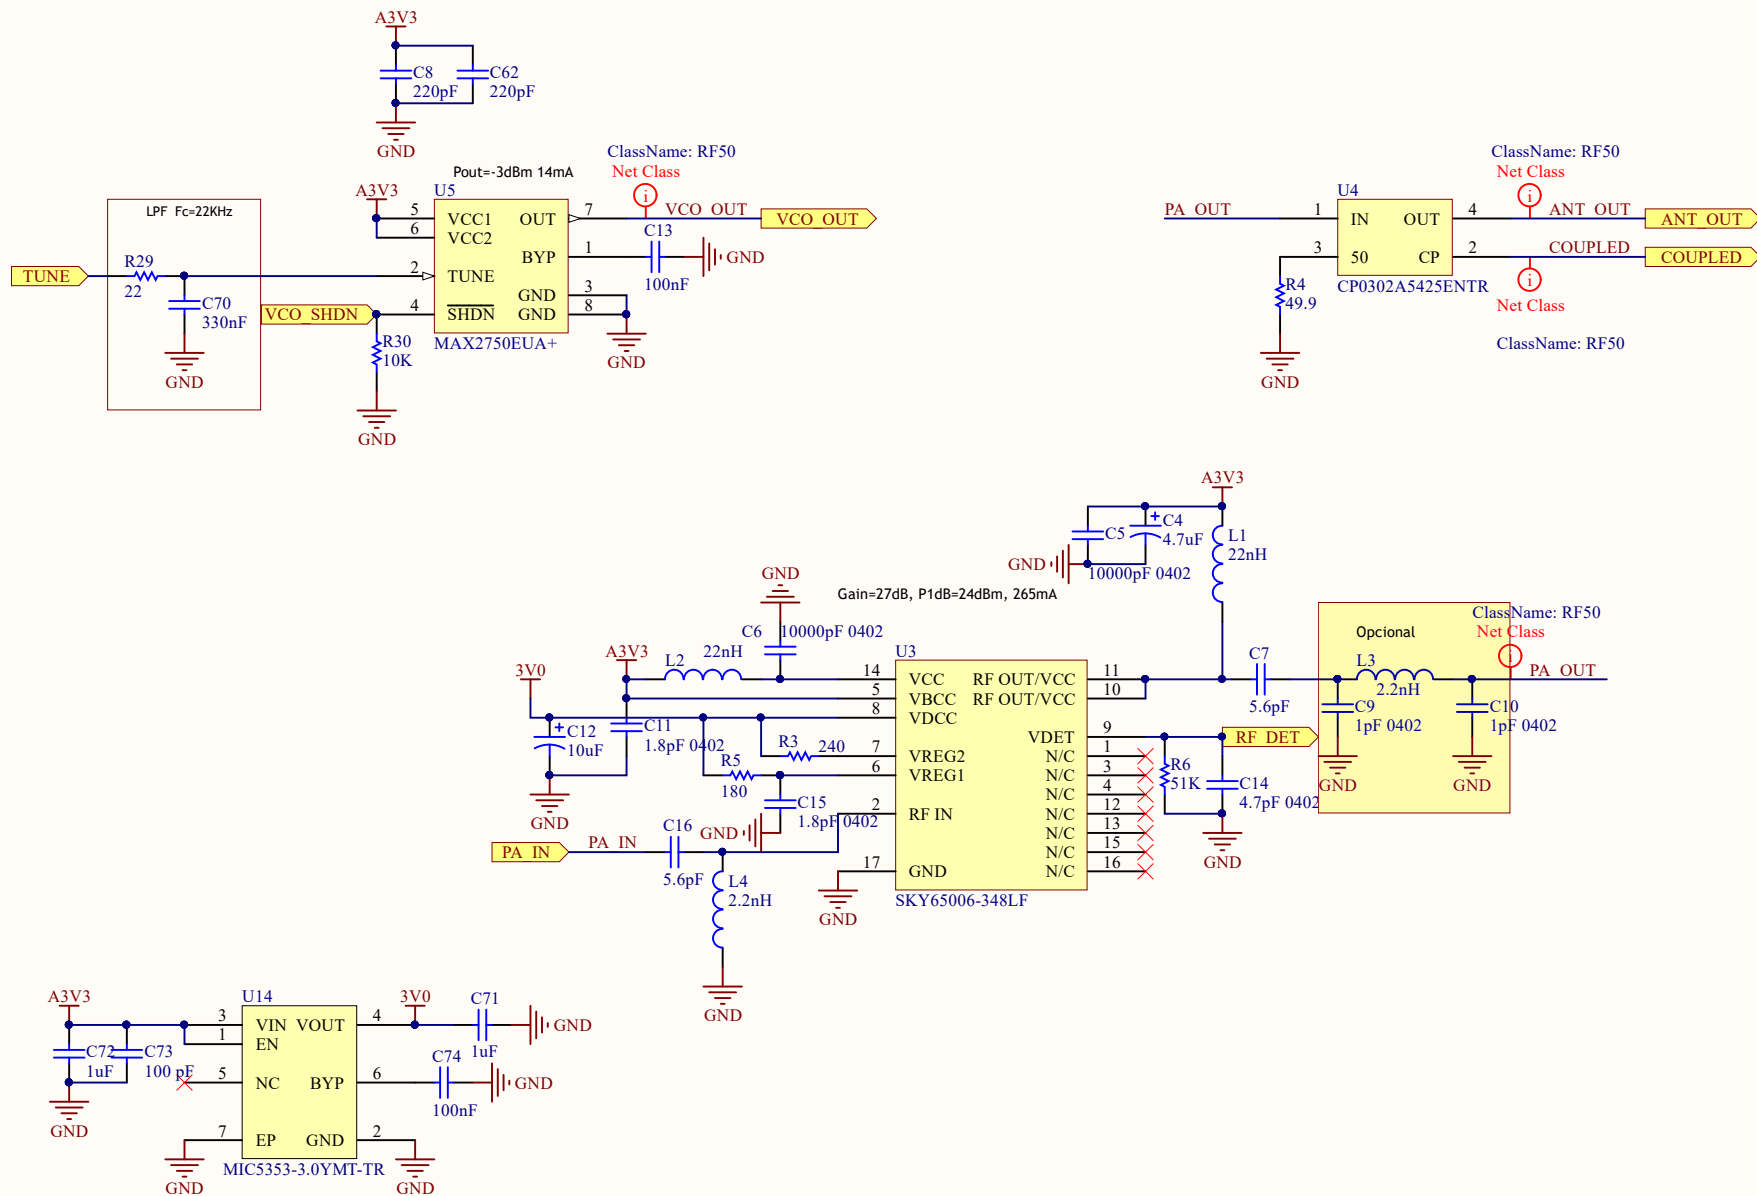 A3V3
C8
220pF
C62
220pF
GND
Pout=-3dBm 14mA
ClassName: RF50
Net Class
A3V3
U5
5
VCC1
6
VCC2
OUT
7
VCO_OUT
VCO_OUT
BYP
1
C13
100nF
GND
2
TUNE
GND
3
4
SHDN
GND
8
MAX2750EUA+
GND
LPF Fc=22KHz
TUNE
R29
22
C70
330nF
GND
VCO_SHDN
R30
10K
GND
ClassName: RF50
Net Class
U4
PA_OUT
1
IN
OUT
4
ANT_OUT
ANT_OUT
3
50
CP
2
COUPLED
COUPLED
CP0302A5425ENTR
R4
49.9
GND
Net Class
ClassName: RF50
A3V3
C5
10000pF 0402
C4
4.7uF
L1
22nH
GND
Gain=27dB, P1dB=24dBm, 265mA
GND
C6
10000pF 0402
A3V3
L2
22nH
3V0
C12
10uF
C11
1.8pF 0402
GND
R3
240
R5
180
C15
1.8pF 0402
GND
PA_IN
PA_IN
C16
5.6pF
L4
2.2nH
GND
U3
14
VCC
5
VBCC
8
VDCC
7
VREG2
6
VREG1
2
RF IN
17
GND
GND
RF OUT/VCC
11
RF OUT/VCC
10
VDET
9
N/C
1
N/C
3
N/C
4
N/C
12
N/C
13
N/C
15
N/C
16
SKY65006-348LF
RF_DET
R6
51K
C14
4.7pF 0402
GND
C7
5.6pF
Opcional
ClassName: RF50
Net Class
L3
2.2nH
PA_OUT
C9
1pF 0402
GND
C10
1pF 0402
GND
A3V3
C72
1uF
C73
100 pF
GND
U14
3
VIN
VOUT
4
1
EN
5
NC
BYP
6
7
EP
GND
2
MIC5353-3.0YMT-TR
GND
GND
3V0
C71
1uF
GND
C74
100nF
GND